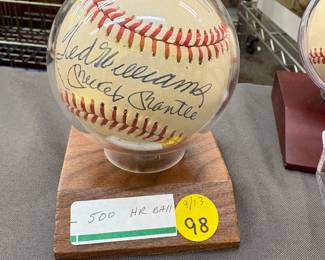 Ted Williams
Mickey Mantle
500 HR BALL
9/13
98